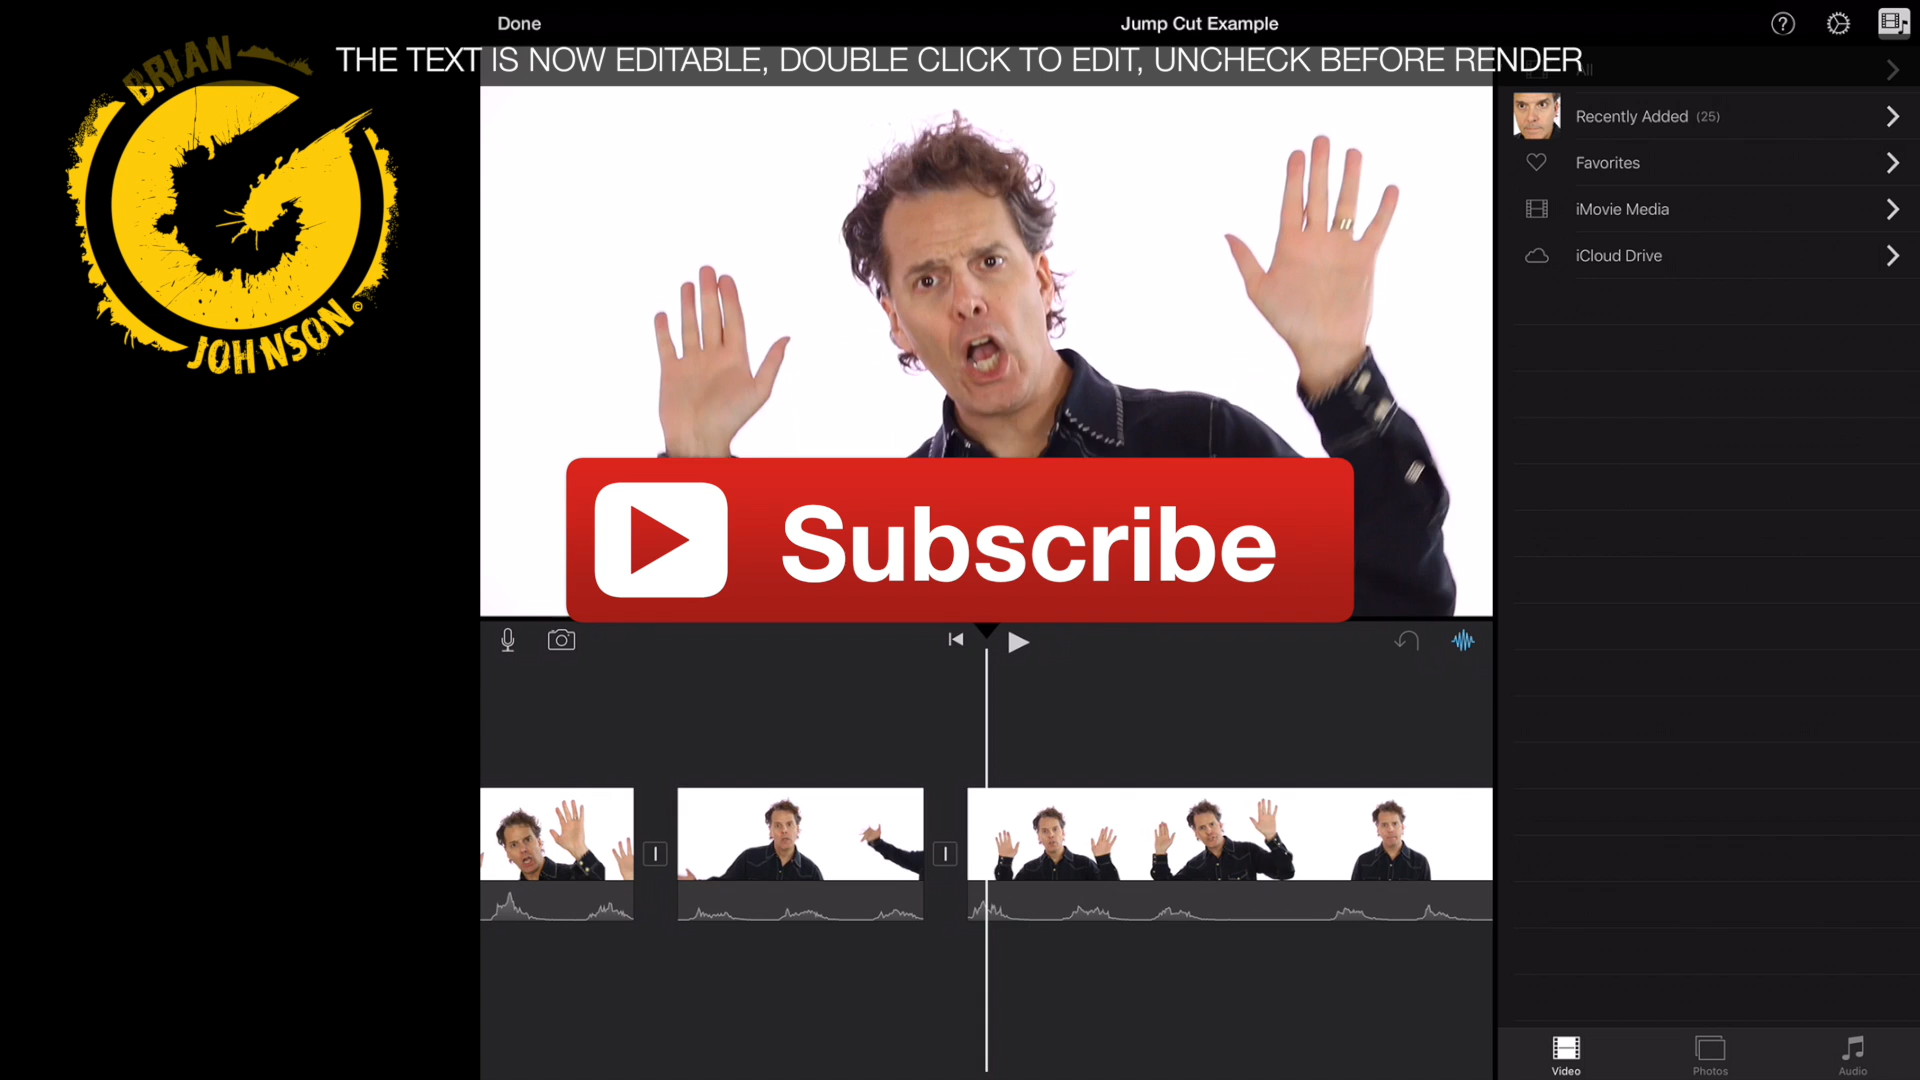 Done
Jump Cut Example
THE TEXT IS NOW EDITABLE, DOUBLE CLICK TO EDIT, UNCHECK BEFORE RENDER
All
BRIAN
JOHNSON©
Recently Added (25)
Favorites
iMovie Media
iCloud Drive
Subscribe
Video
Photos
Audio